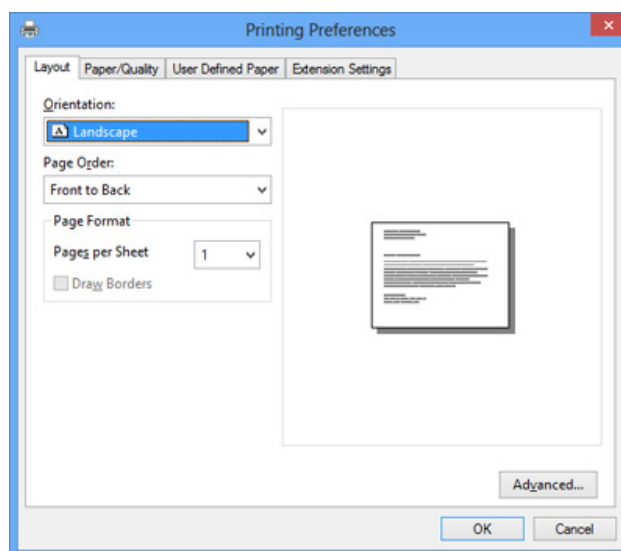 Printing Preferences
Layout Paper/Quality User Defined Paper Extension Settings
Orientation:
A Landscape
Page Order:
Front to Back
Page Format
Pages per Sheet 1
Draw Borders
Advanced...
OK Cancel